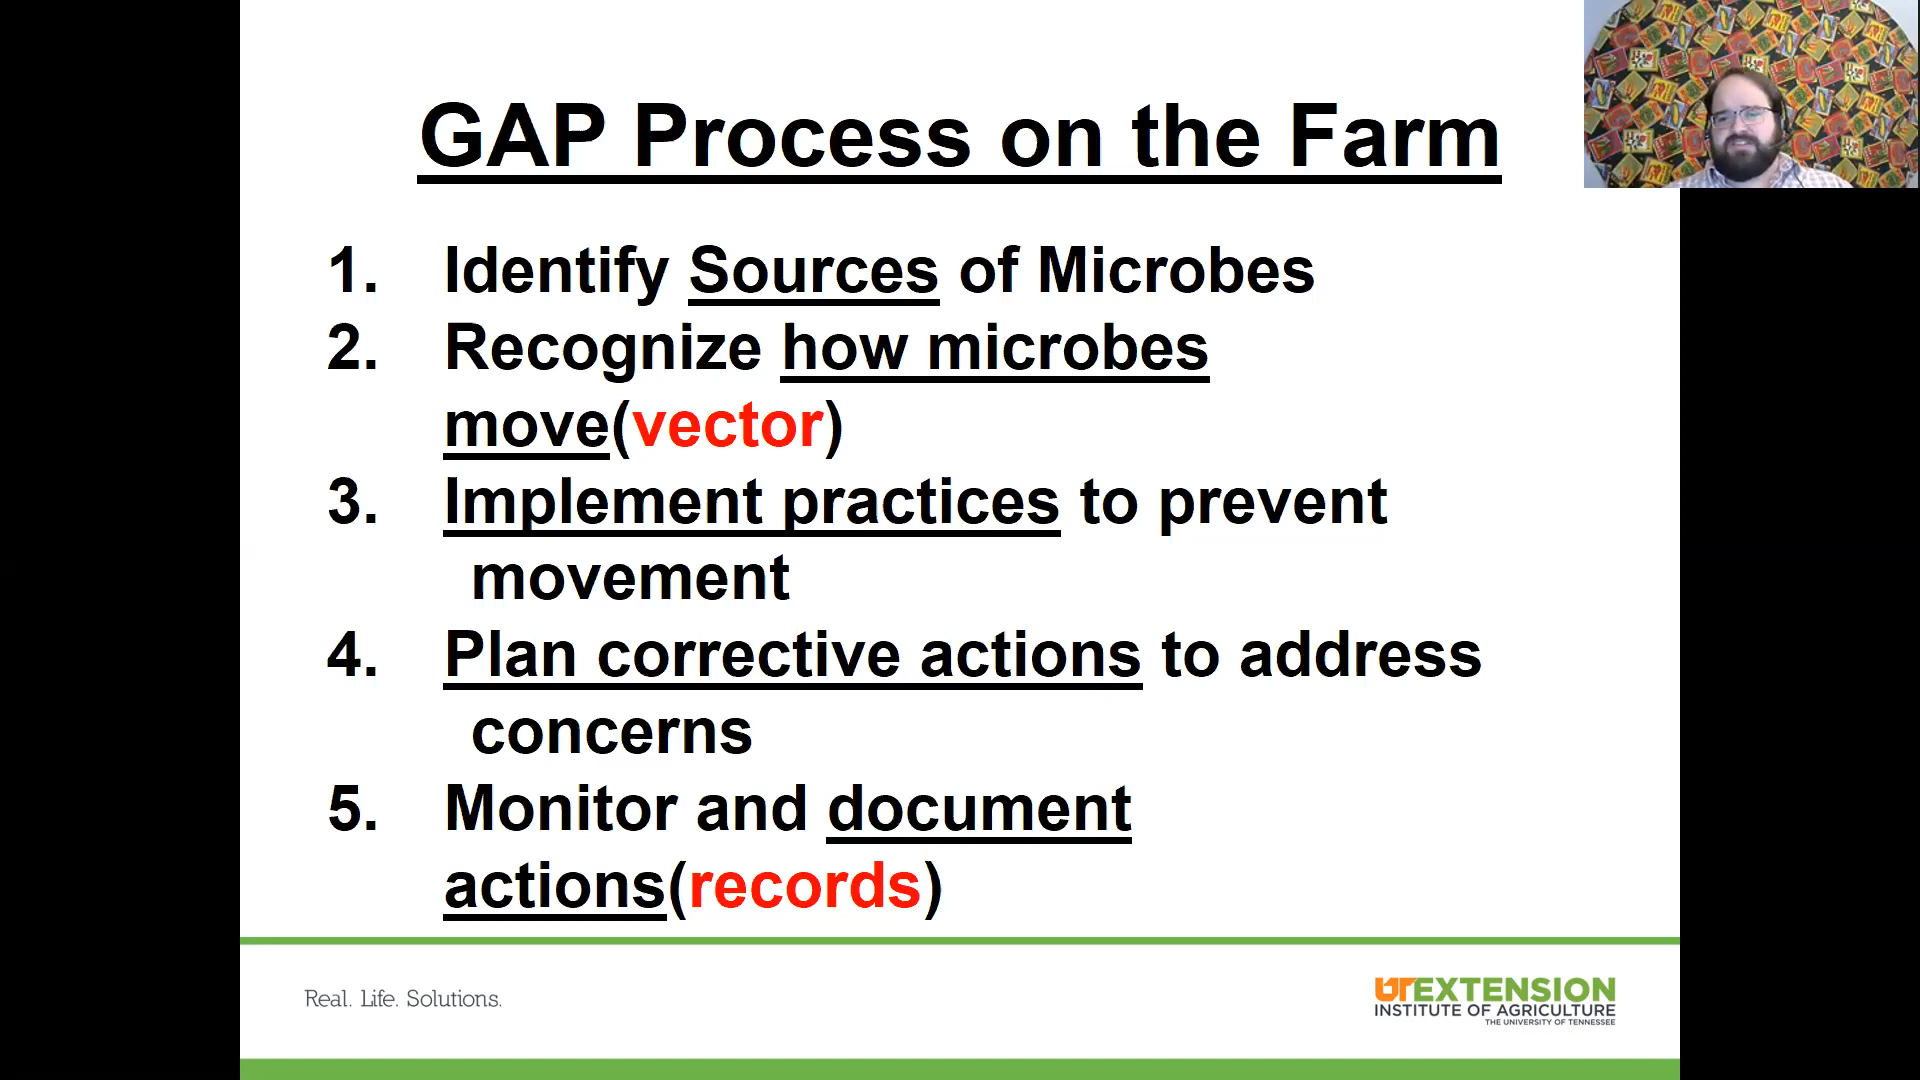 GAP Process on the Farm
1. Identify Sources of Microbes
2. Recognize how microbes
move(vector)
3. Implement practices to prevent
movement
4. Plan corrective actions to address
concerns
5. Monitor and document
actions(records)
Real. Life. Solutions.
UTEXTENSION
INSTITUTE OF AGRICULTURE
THE UNIVERSITY OF TENNESSEE